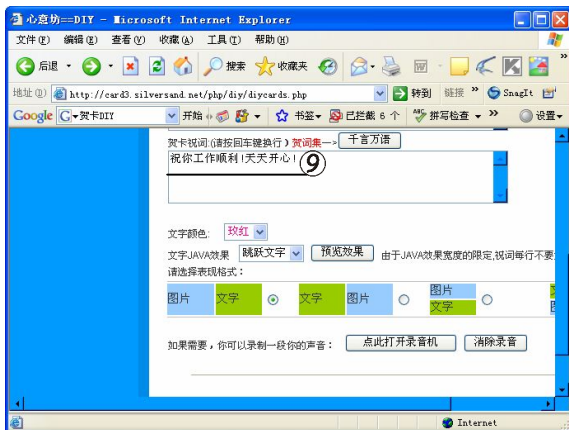 心意坊==DIY - Microsoft Internet Explorer
文件(F) 编辑(E) 查看(V) 收藏(A) 工具(T) 帮助(H)
后退 搜索 收藏夹 »
地址(D) http://card3.silversand.net/php/diy/diycards.php 转到 链接 » SnagIt
Google G 贺卡DIY 开始 书签 已拦截 6 个 拼写检查 » 设置
贺卡祝词:(请按回车键换行) 贺词集—> 千言万语
祝你工作顺利!天天开心! ⑨
文字颜色: 玫红
文字JAVA效果 跳跃文字 预览效果 由于JAVA效果宽度的限定,祝词每行不要
请选择表现格式:
图片 文字 文字 图片 图片
文字
如果需要,你可以录制一段你的声音: 点此打开录音机 消除录音
Internet